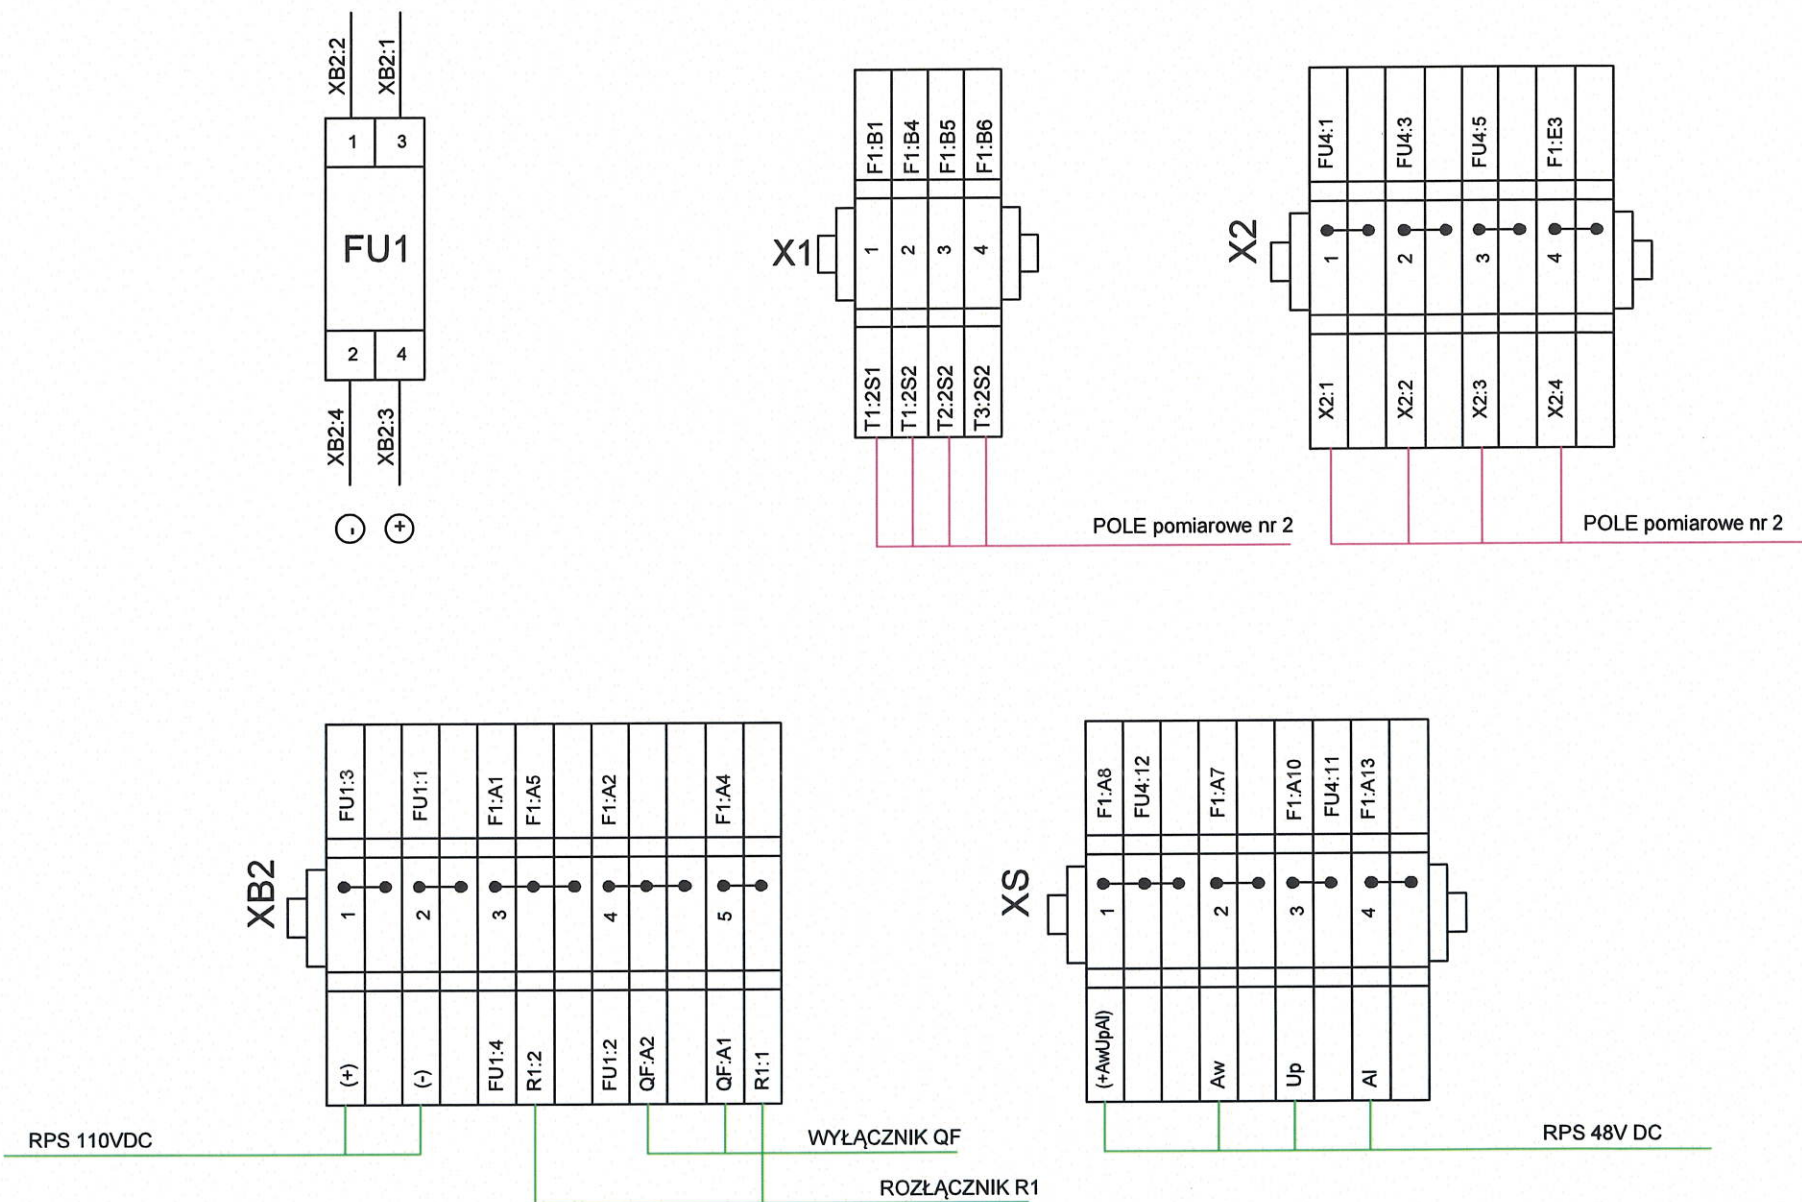 XB2:2
XB2:1
1
3
FU1
2
4
XB2:4
XB2:3
-
+
X1
F1:B1
F1:B4
F1:B5
F1:B6
1
2
3
4
T1:2S1
T1:2S2
T2:2S2
T3:2S2
POLE pomiarowe nr 2
X2
FU4:1
FU4:3
FU4:5
F1:E3
1
2
3
4
X2:1
X2:2
X2:3
X2:4
POLE pomiarowe nr 2
XB2
FU1:3
FU1:1
F1:A1
F1:A5
F1:A2
F1:A4
1
2
3
4
5
(+)
(-)
FU1:4
R1:2
FU1:2
QF:A2
QF:A1
R1:1
RPS 110VDC
WYŁĄCZNIK QF
ROZŁĄCZNIK R1
XS
F1:A8
FU4:12
F1:A7
F1:A10
FU4:11
F1:A13
1
2
3
4
(+AwUpAl)
Aw
Up
Al
RPS 48V DC